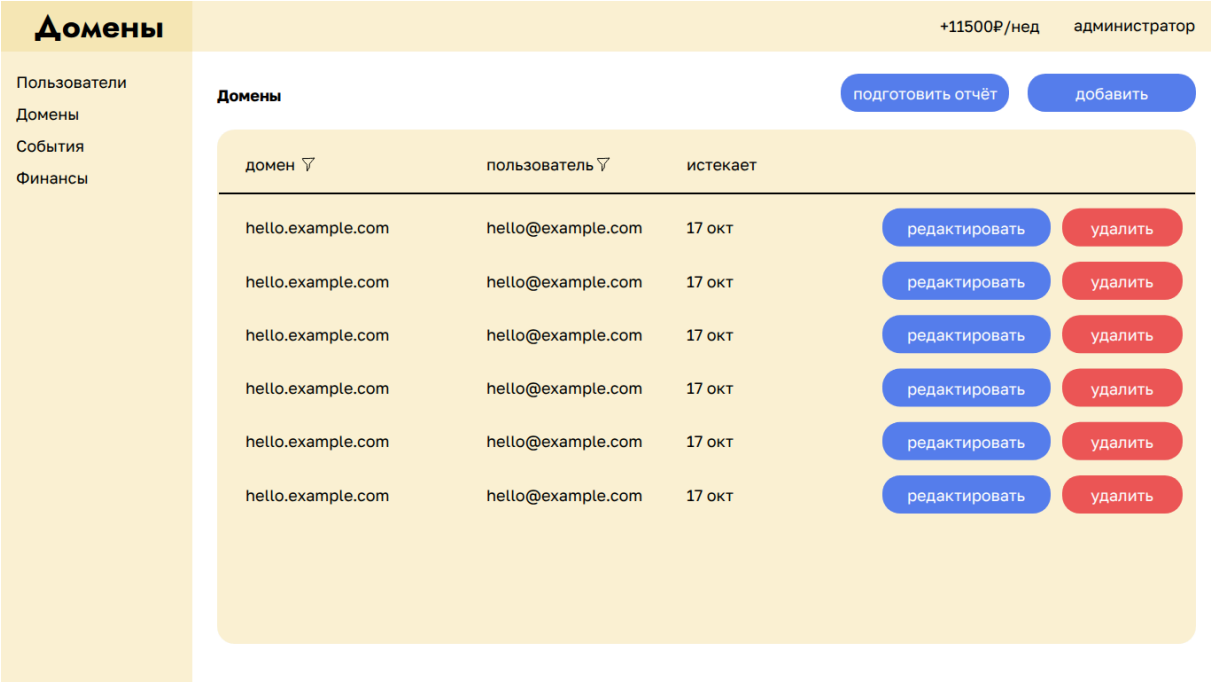 Домены
+11500₽/нед администратор
Пользователи
Домены
События
Финансы
Домены
подготовить отчёт добавить
домен пользователь истекает
hello.example.com hello@example.com 17 окт редактировать удалить
hello.example.com hello@example.com 17 окт редактировать удалить
hello.example.com hello@example.com 17 окт редактировать удалить
hello.example.com hello@example.com 17 окт редактировать удалить
hello.example.com hello@example.com 17 окт редактировать удалить
hello.example.com hello@example.com 17 окт редактировать удалить